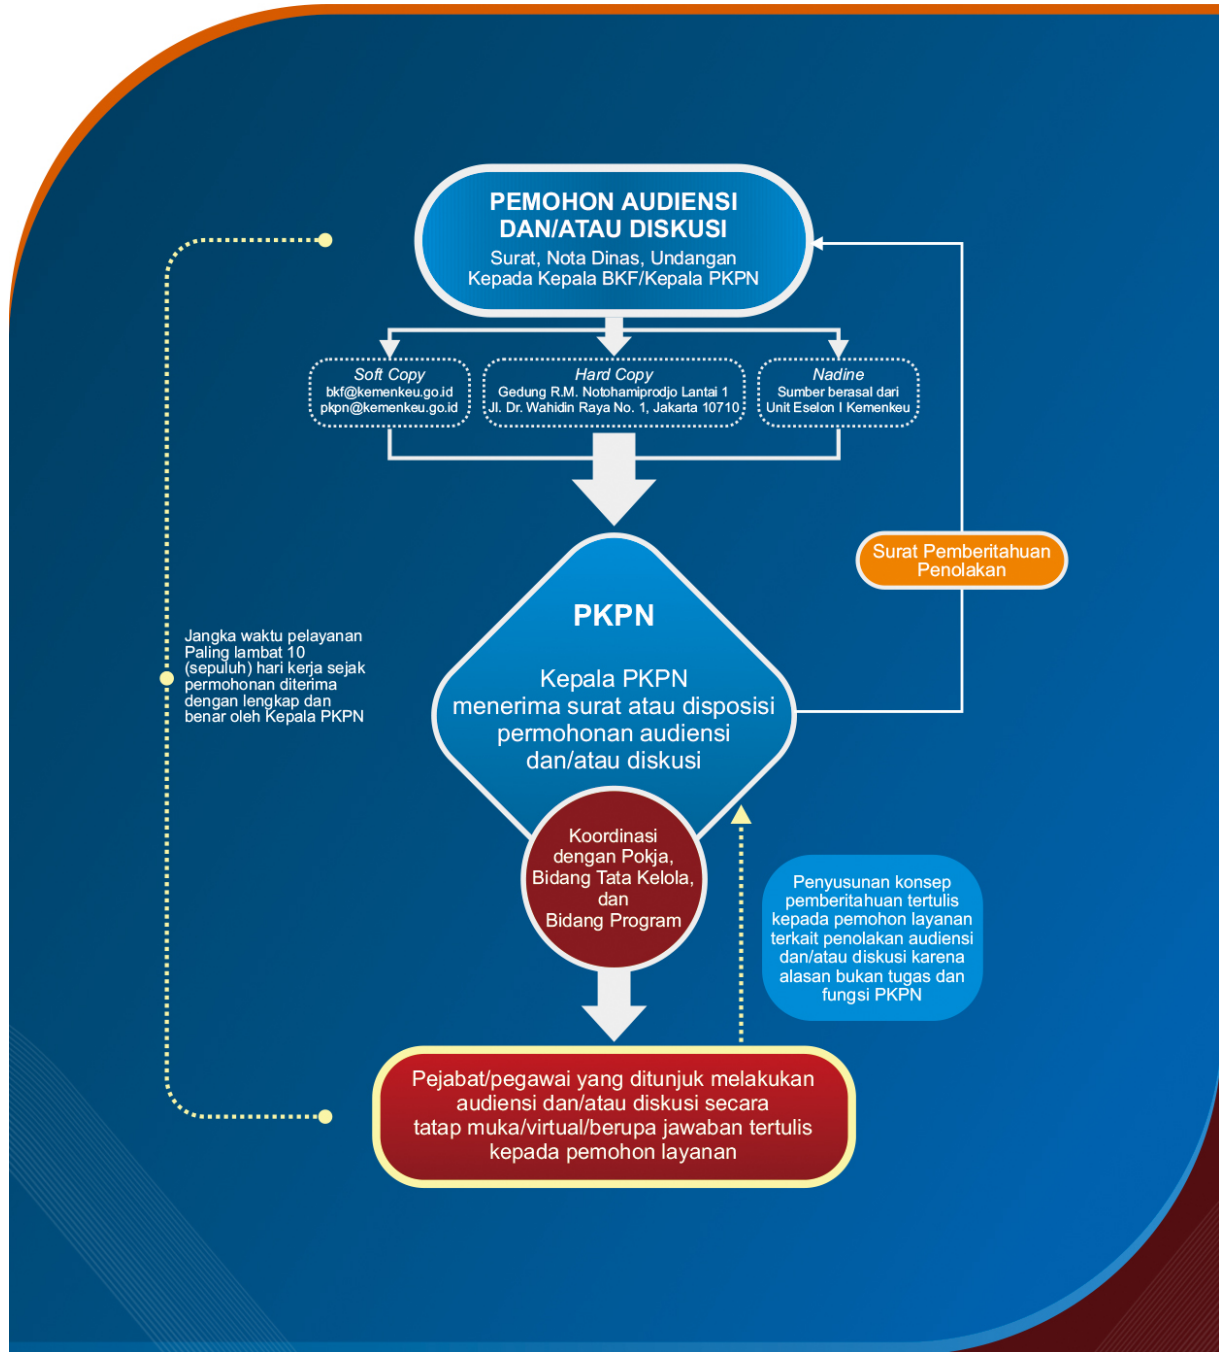 PEMOHON AUDIENSI
DAN/ATAU DISKUSI
Surat, Nota Dinas, Undangan
Kepada Kepala BKF/Kepala PKPN
Soft Copy
bkf@kemenkeu.go.id
pkpn@kemenkeu.go.id
Hard Copy
Gedung R.M. Notohamiprodjo Lantai 1
Jl. Dr. Wahidin Raya No. 1, Jakarta 10710
Nadine
Sumber berasal dari
Unit Eselon I Kemenkeu
Surat Pemberitahuan
Penolakan
PKPN
Kepala PKPN
menerima surat atau disposisi
permohonan audiensi
dan/atau diskusi
Jangka waktu pelayanan
Paling lambat 10
(sepuluh) hari kerja sejak
permohonan diterima
dengan lengkap dan
benar oleh Kepala PKPN
Koordinasi
dengan Pokja,
Bidang Tata Kelola,
dan
Bidang Program
Penyusunan konsep
pemberitahuan tertulis
kepada pemohon layanan
terkait penolakan audiensi
dan/atau diskusi karena
alasan bukan tugas dan
fungsi PKPN
Pejabat/pegawai yang ditunjuk melakukan
audiensi dan/atau diskusi secara
tatap muka/virtual/berupa jawaban tertulis
kepada pemohon layanan